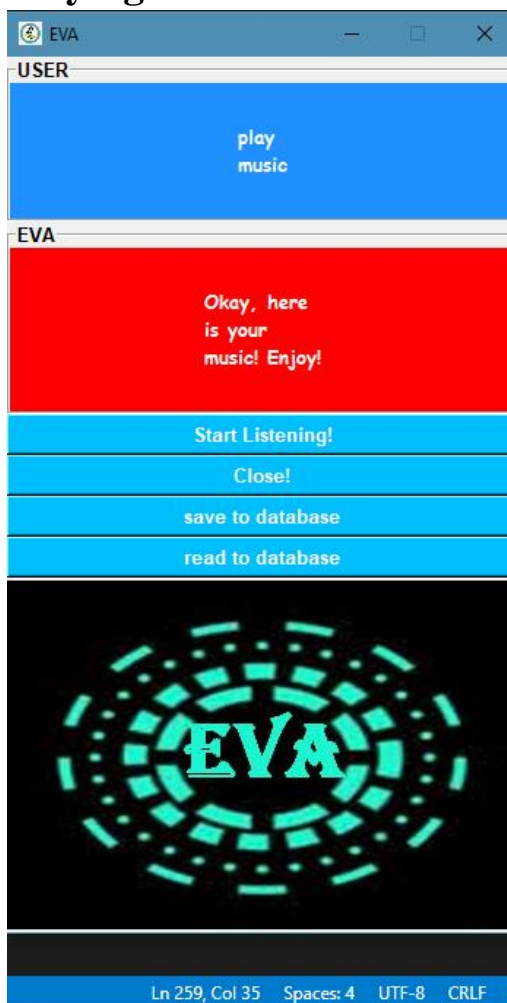 EVA
USER
play
music
EVA
Okay, here
is your
music! Enjoy!
Start Listening!
Close!
save to database
read to database
EVA
Ln 259, Col 35 Spaces: 4 UTF-8 CRLF